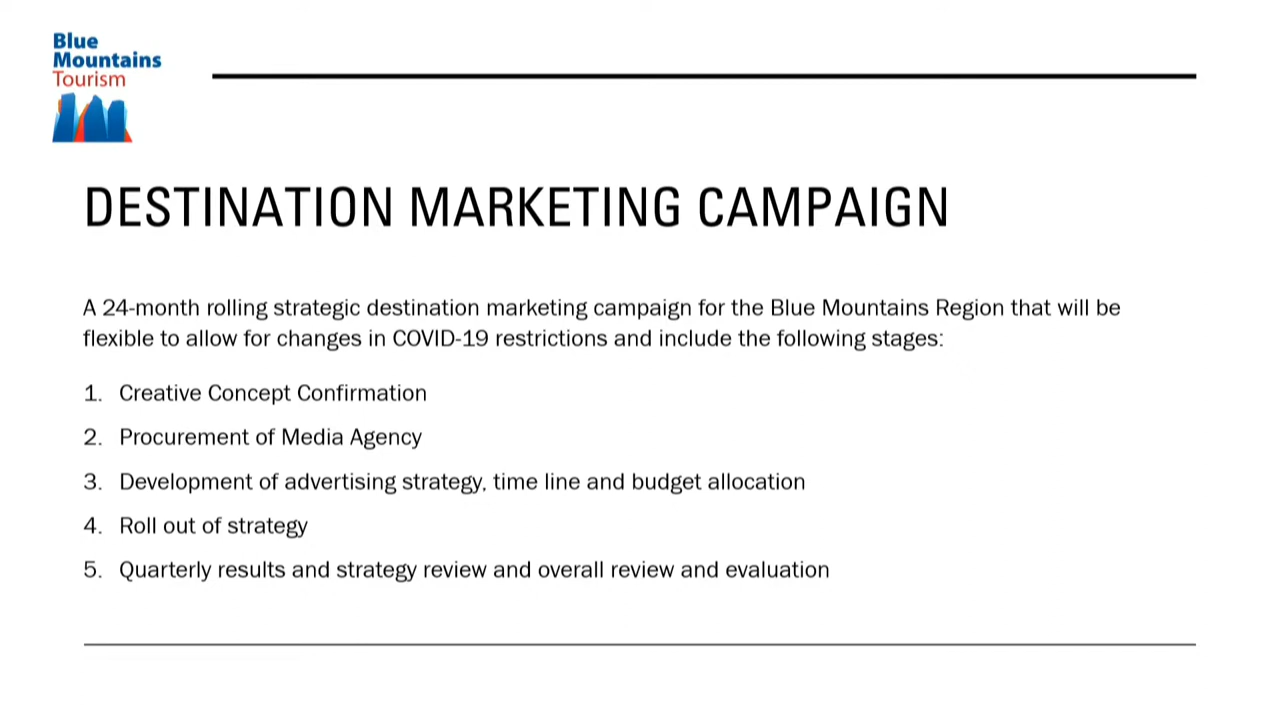 Blue
Mountains
Tourism
DESTINATION MARKETING CAMPAIGN
A 24-month rolling strategic destination marketing campaign for the Blue Mountains Region that will be
flexible to allow for changes in COVID-19 restrictions and include the following stages:
1. Creative Concept Confirmation
2. Procurement of Media Agency
3. Development of advertising strategy, time line and budget allocation
4. Roll out of strategy
5. Quarterly results and strategy review and overall review and evaluation